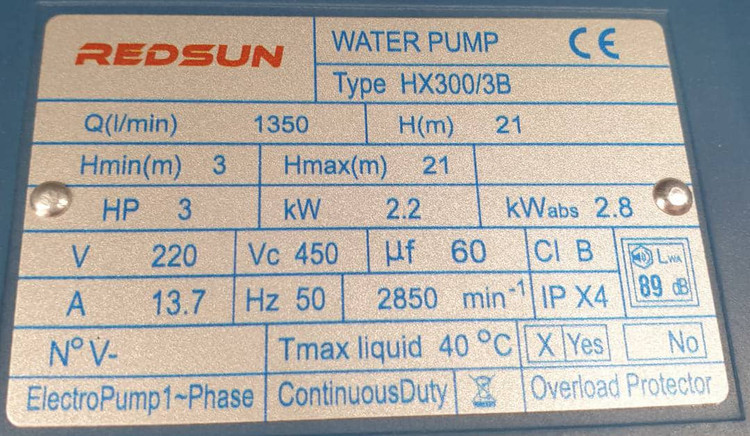 REDSUN
WATER PUMP CE
Type HX300/3B
Q(l/min) 1350 H(m) 21
Hmin(m) 3 Hmax(m) 21
HP 3 kW 2.2 kWabs 2.8
V 220 Vc 450 µf 60 Cl B LWA
A 13.7 Hz 50 2850 min-1 IP X4 89 dB
N° V- Tmax liquid 40 °C X Yes No
ElectroPump1~Phase ContinuousDuty Overload Protector